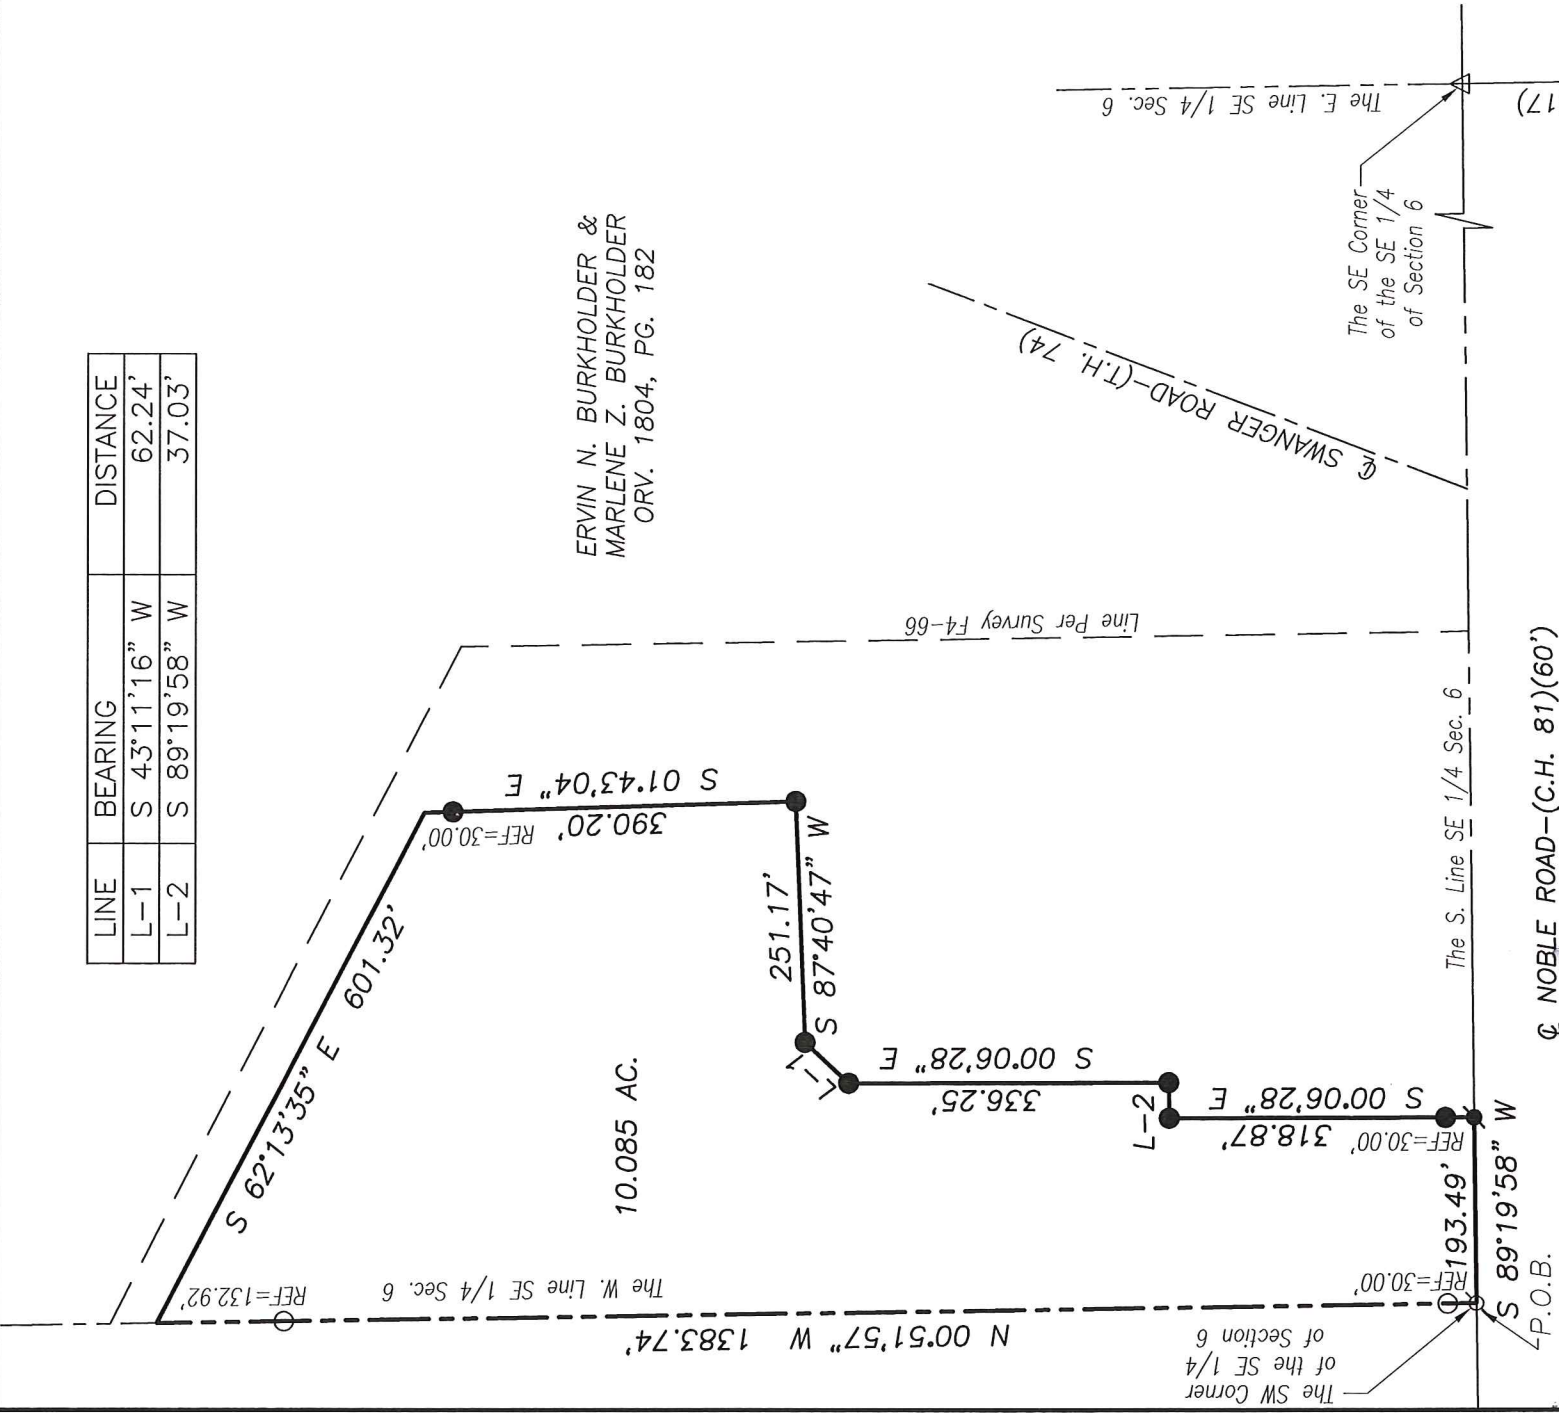 LINE BEARING DISTANCE
L-1 S 43°11'16" W 62.24'
L-2 S 89°19'58" W 37.03'
ERVIN N. BURKHOLDER &
MARLENE Z. BURKHOLDER
ORV. 1804, PG. 182
The E. Line SE 1/4 Sec. 6
17)
The SE Corner
of the SE 1/4
of Section 6
℄ SWANGER ROAD-(T.H. 74)
Line Per Survey F4-66
The S. Line SE 1/4 Sec. 6
℄ NOBLE ROAD-(C.H. 81)(60')
S 62°13'35" E 601.32'
REF=30.00'
S 01°43'04" E
390.20'
251.17'
S 87°40'47" W
L-1
S 00°06'28" E
336.25'
L-2
S 00°06'28" E
318.87'
REF=30.00'
193.49'
S 89°19'58" W
REF=30.00'
P.O.B.
The SW Corner
of the SE 1/4
of Section 6
N 00°51'57" W 1383.74'
The W. Line SE 1/4 Sec. 6
REF=132.92'
10.085 AC.